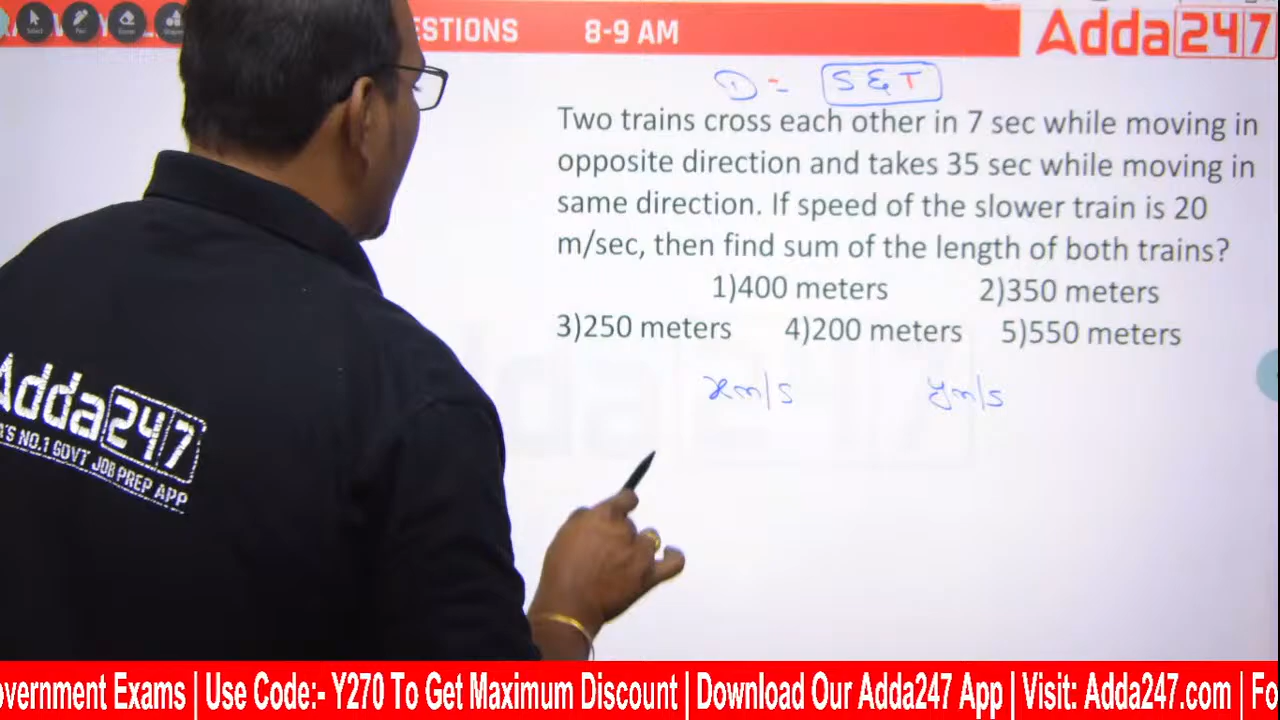 Select
Pen
Eraser
ESTIONS 8-9 AM
Adda247
D = S & T
Two trains cross each other in 7 sec while moving in
opposite direction and takes 35 sec while moving in
same direction. If speed of the slower train is 20
m/sec, then find sum of the length of both trains?
1)400 meters 2)350 meters
3)250 meters 4)200 meters 5)550 meters
x m/s y m/s
Adda247
A'S NO.1 GOVT JOB PREP APP
overnment Exams | Use Code:- Y270 To Get Maximum Discount | Download Our Adda247 App | Visit: Adda247.com | Fo